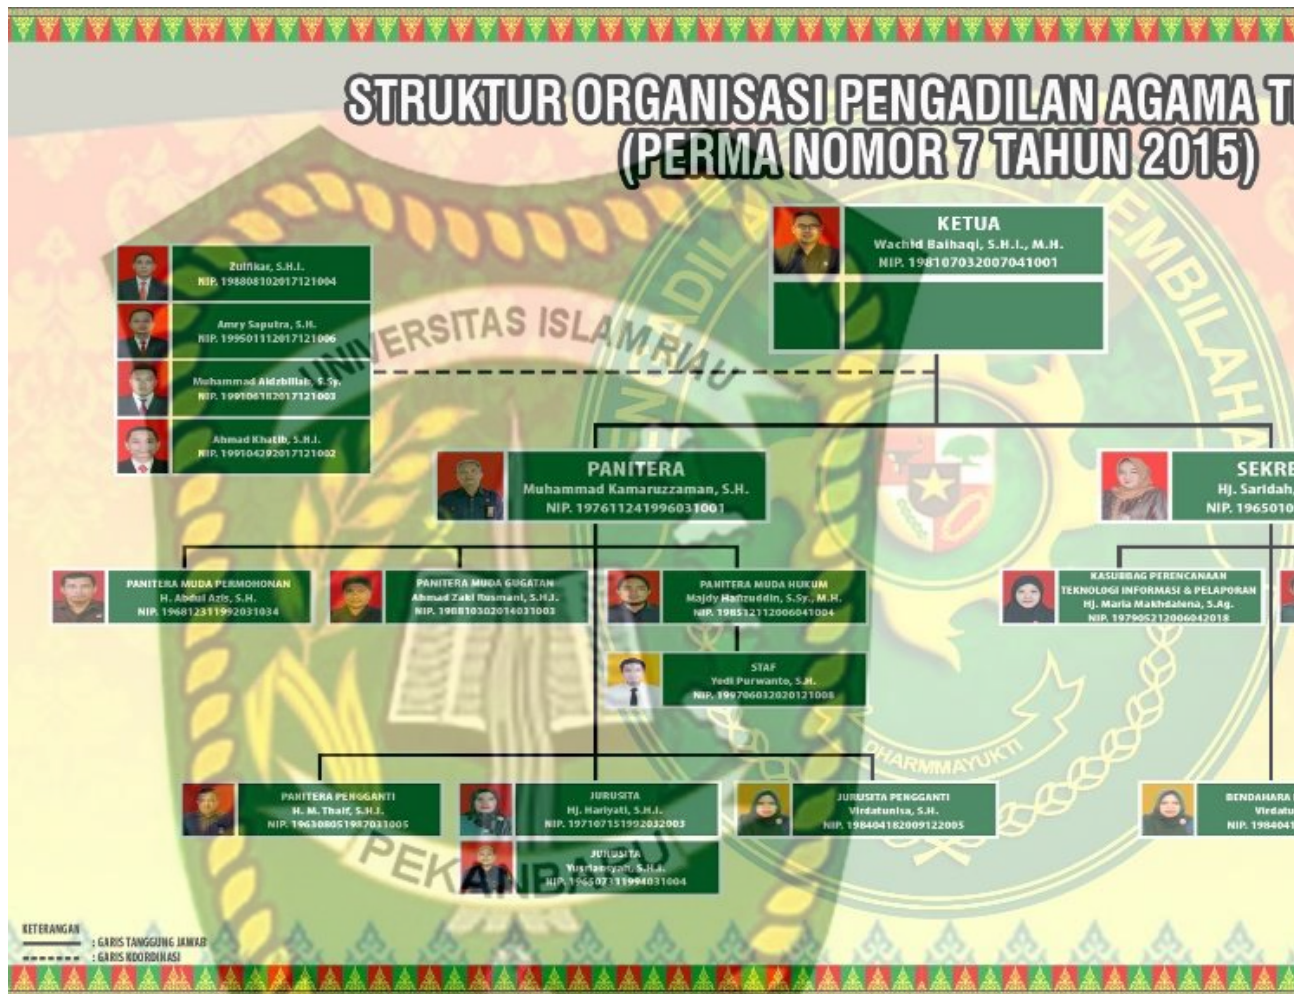 STRUKTUR ORGANISASI PENGADILAN AGAMA T
(PERMA NOMOR 7 TAHUN 2015)
KETUA
Wachid Baihaqi, S.H.I., M.H.
NIP. 198107032007041001
Zulfikar, S.H.I.
NIP. 198808102017121004
Amry Saputra, S.H.
NIP. 199501112017121006
Muhammad Aidzbillah, S.Sy.
NIP. 199106182017121003
Ahmad Khatib, S.H.I.
NIP. 199104292017121002
PANITERA
Muhammad Kamaruzzaman, S.H.
NIP. 197611241996031001
SEKRE
Hj. Saridah,
NIP. 1965010
PANITERA MUDA PERMOHONAN
H. Abdul Azis, S.H.
NIP. 196812311992031034
PANITERA MUDA GUGATAN
Ahmad Zaki Rusmani, S.H.I.
NIP. 198810302014031003
PANITERA MUDA HUKUM
Majdy Hafizuddin, S.Sy., M.H.
NIP. 198512112006041004
KASUBBAG PERENCANAAN
TEKNOLOGI INFORMASI & PELAPORAN
Hj. Maria Makhdalena, S.Ag.
NIP. 197905212006042018
STAF
Yedi Purwanto, S.H.
NIP. 199706032020121008
PANITERA PENGGANTI
H. M. Thaif, S.H.I.
NIP. 196308051987031005
JURUSITA
Hj. Hariyati, S.H.I.
NIP. 197107151992032003
JURUSITA PENGGANTI
Virdatunisa, S.H.
NIP. 198404182009122005
BENDAHARA
Virdatu
NIP. 1984041
JURUSITA
Yusriansyah, S.H.I.
NIP. 196507311994031004
UNIVERSITAS ISLAM RIAU
PEKANBARU
DHARMMAYUKTI
KETERANGAN
: GARIS TANGGUNG JAWAB
: GARIS KOORDINASI